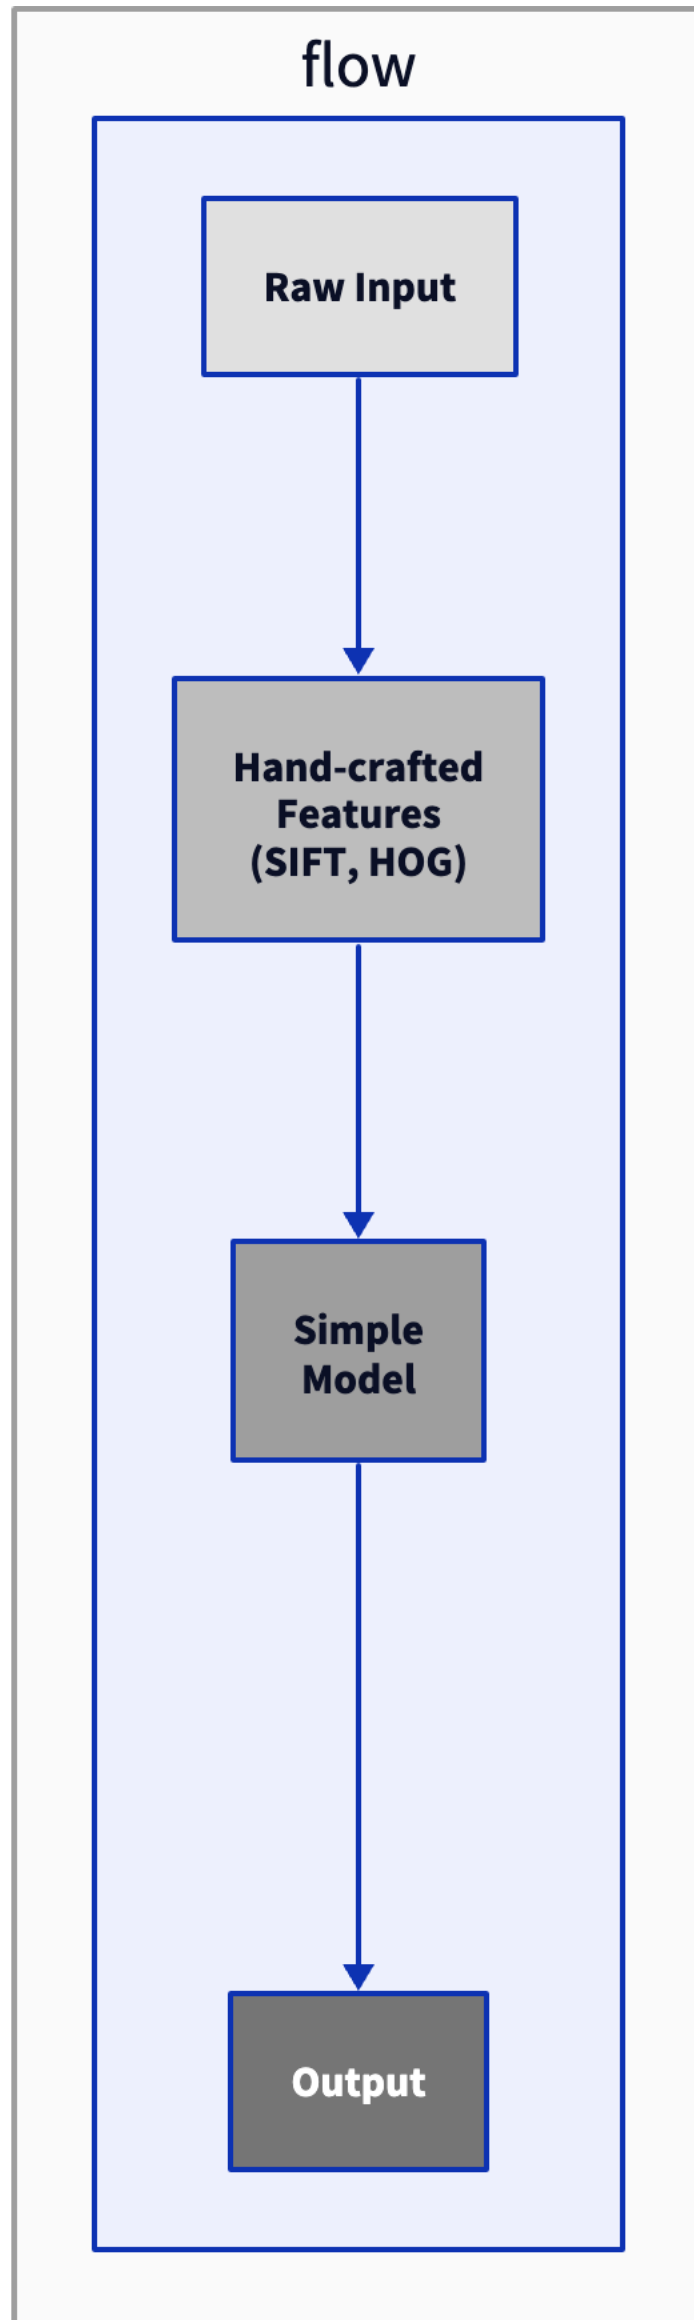 flow
Raw Input
Hand-crafted
Features
(SIFT, HOG)
Simple
Model
Output